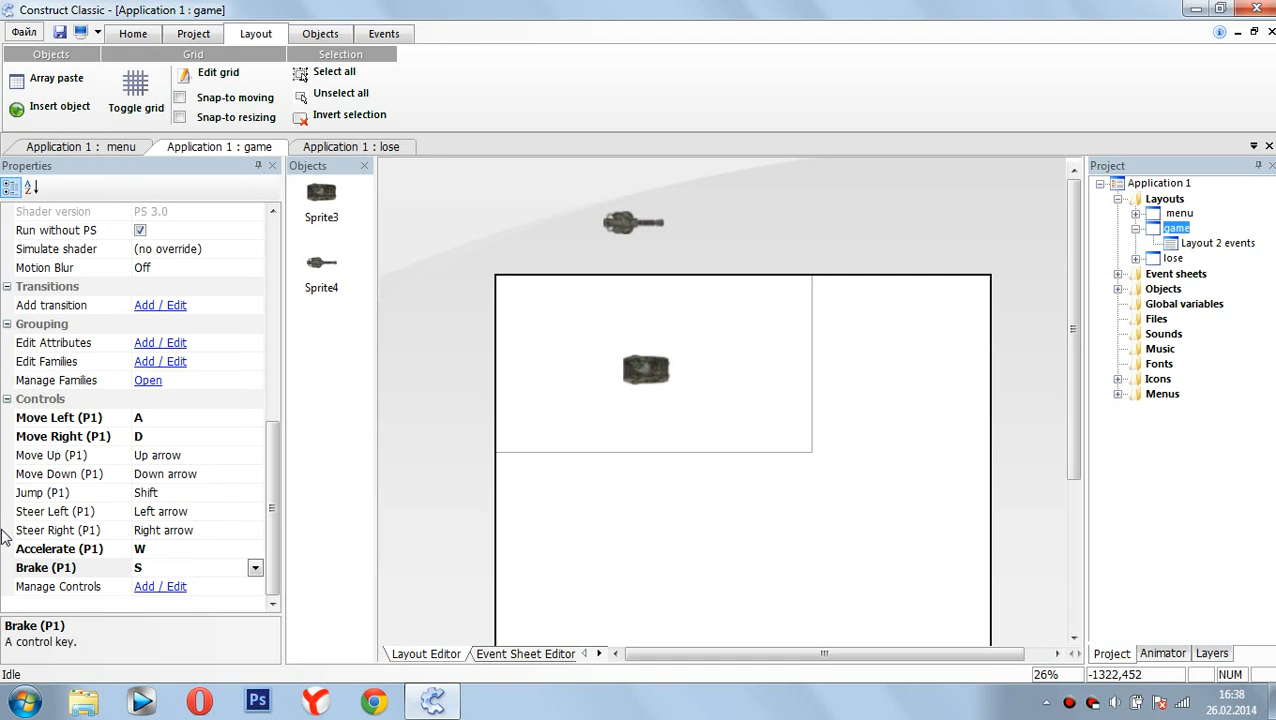 Construct Classic - [Application 1 : game]
Файл
Home
Project
Layout
Objects
Events
Objects
Grid
Selection
Array paste
Insert object
Toggle grid
Edit grid
Snap-to moving
Snap-to resizing
Select all
Unselect all
Invert selection
Application 1 : menu
Application 1 : game
Application 1 : lose
Properties
Shader version PS 3.0
Run without PS
Simulate shader (no override)
Motion Blur Off
Transitions
Add transition Add / Edit
Grouping
Edit Attributes Add / Edit
Edit Families Add / Edit
Manage Families Open
Controls
Move Left (P1) A
Move Right (P1) D
Move Up (P1) Up arrow
Move Down (P1) Down arrow
Jump (P1) Shift
Steer Left (P1) Left arrow
Steer Right (P1) Right arrow
Accelerate (P1) W
Brake (P1) S
Manage Controls Add / Edit
Brake (P1)
A control key.
Objects
Sprite3
Sprite4
Layout Editor
Event Sheet Editor
Project
Application 1
Layouts
menu
game
Layout 2 events
lose
Event sheets
Objects
Global variables
Files
Sounds
Music
Fonts
Icons
Menus
Project
Animator
Layers
Idle
26%
-1322,452
NUM
Ps
16:38
26.02.2014